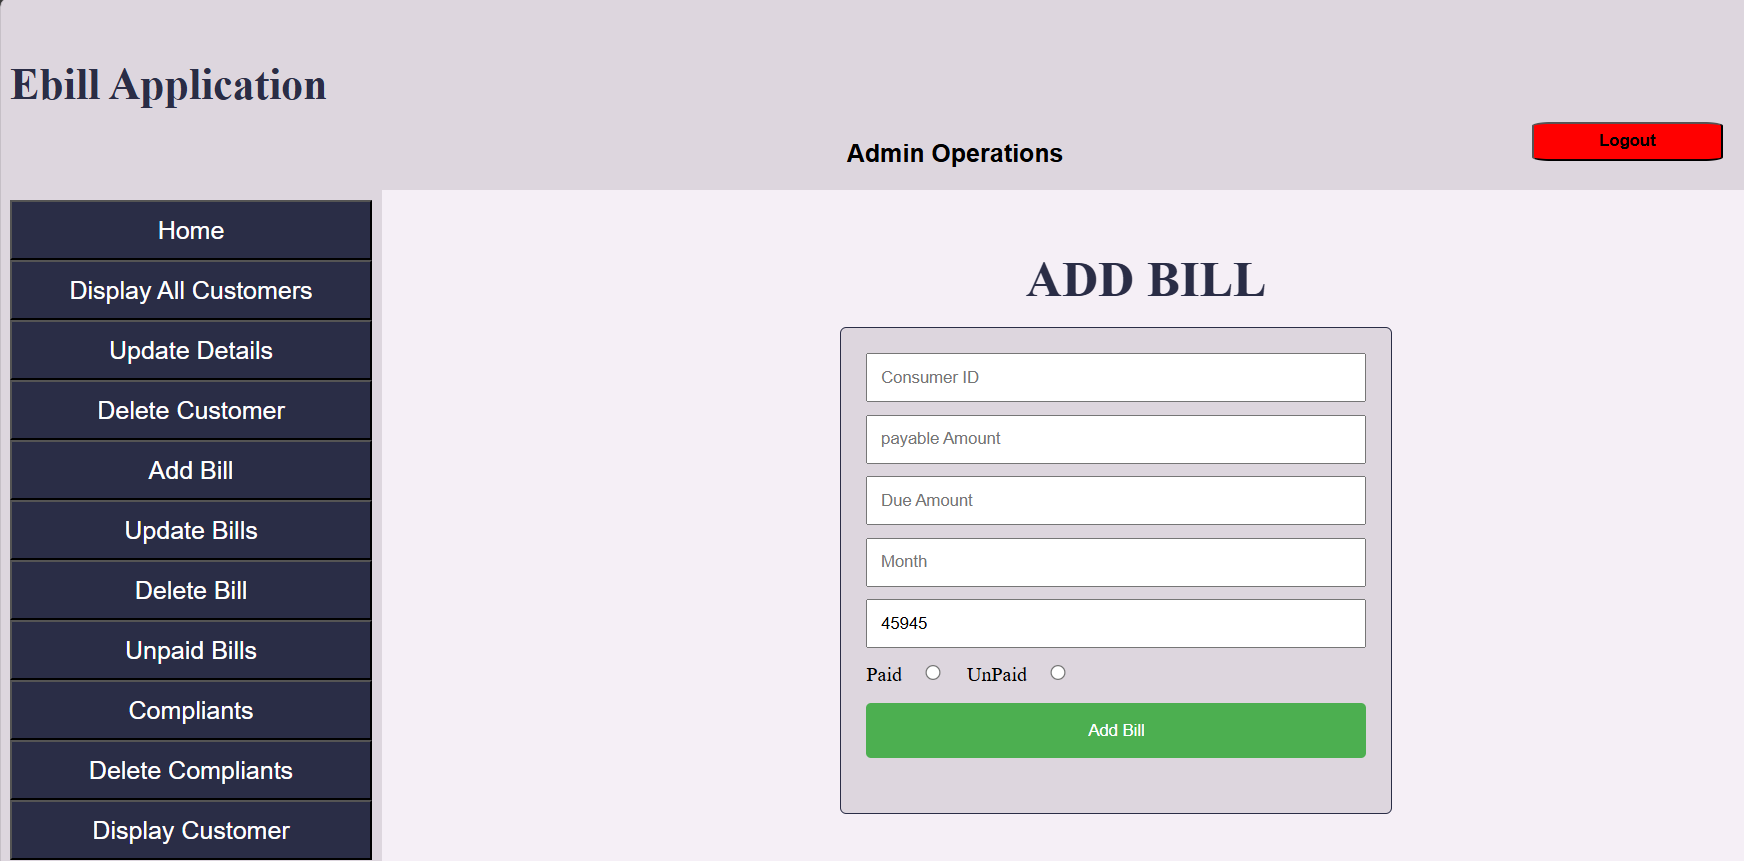 Ebill Application
Admin Operations
Logout
Home
Display All Customers
Update Details
Delete Customer
Add Bill
Update Bills
Delete Bill
Unpaid Bills
Compliants
Delete Compliants
Display Customer
ADD BILL
Consumer ID
payable Amount
Due Amount
Month
45945
Paid UnPaid
Add Bill